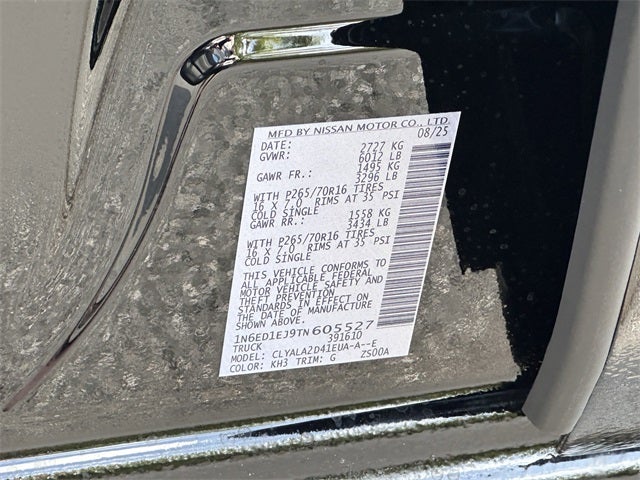 MFD BY NISSAN MOTOR CO., LTD.
DATE: 08/25
GVWR: 2727 KG
6012 LB
GAWR FR.: 1495 KG
3296 LB
WITH P265/70R16 TIRES
16 X 7.0 RIMS AT 35 PSI
COLD SINGLE
GAWR RR.: 1558 KG
3434 LB
WITH P265/70R16 TIRES
16 X 7.0 RIMS AT 35 PSI
COLD SINGLE
THIS VEHICLE CONFORMS TO
ALL APPLICABLE FEDERAL
MOTOR VEHICLE SAFETY AND
THEFT PREVENTION
STANDARDS IN EFFECT ON
THE DATE OF MANUFACTURE
SHOWN ABOVE.
1N6ED1EJ9TN605527
TRUCK 391610
MODEL: CLYALA2D41EUA-A--E
COLOR: KH3 TRIM: G ZS00A